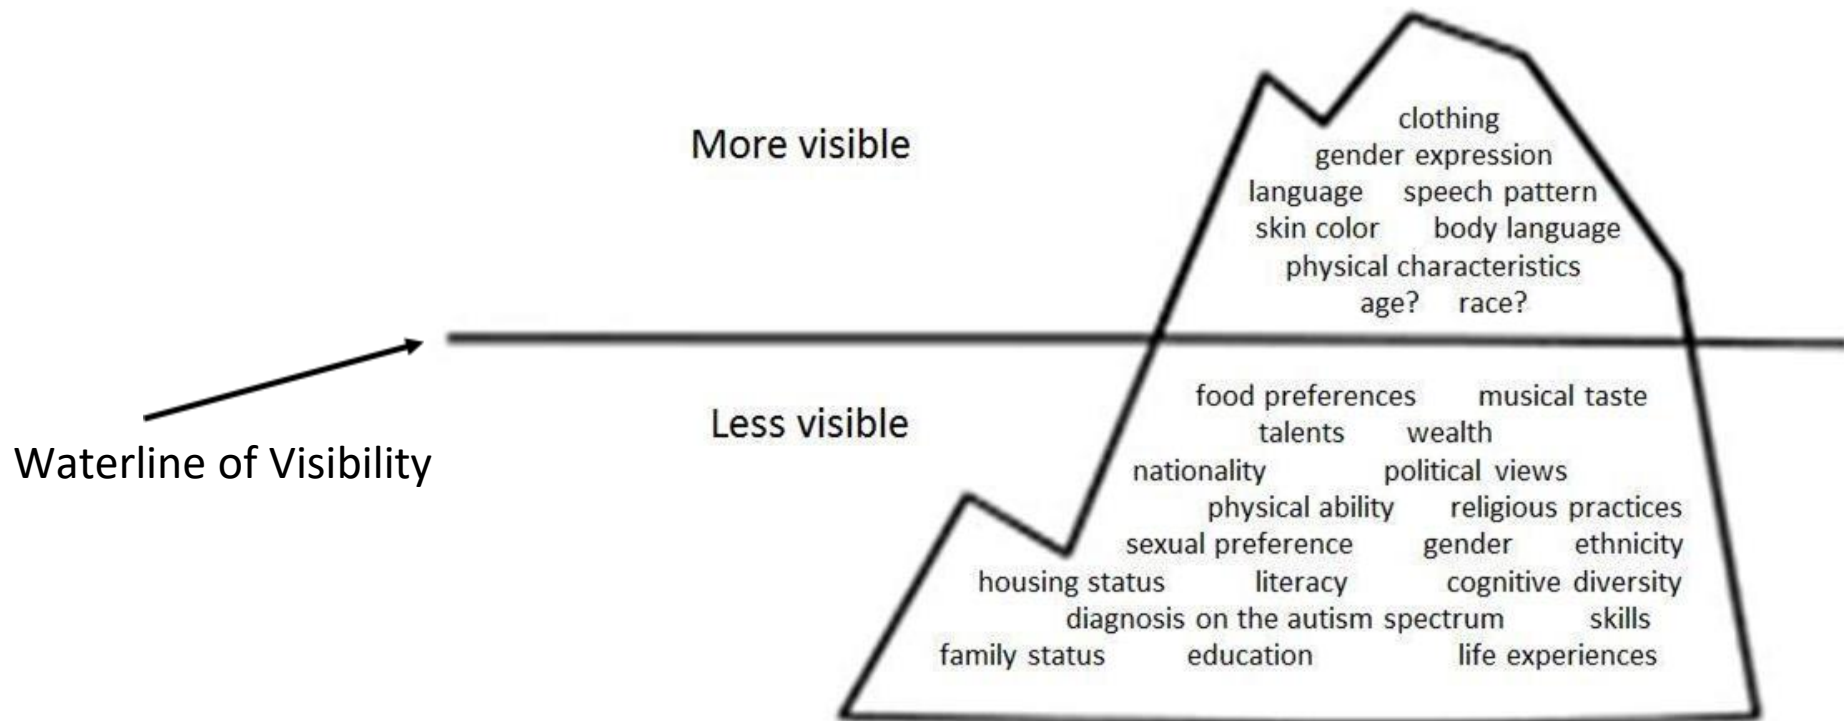 clothing
gender expression
More visible
language speech pattern
skin color body language
physical characteristics
age? race?
food preferences musical taste
Less visible
talents wealth
Waterline of Visibility
nationality political views
physical ability religious practices
sexual preference gender ethnicity
housing status literacy cognitive diversity
diagnosis on the autism spectrum skills
family status education life experiences